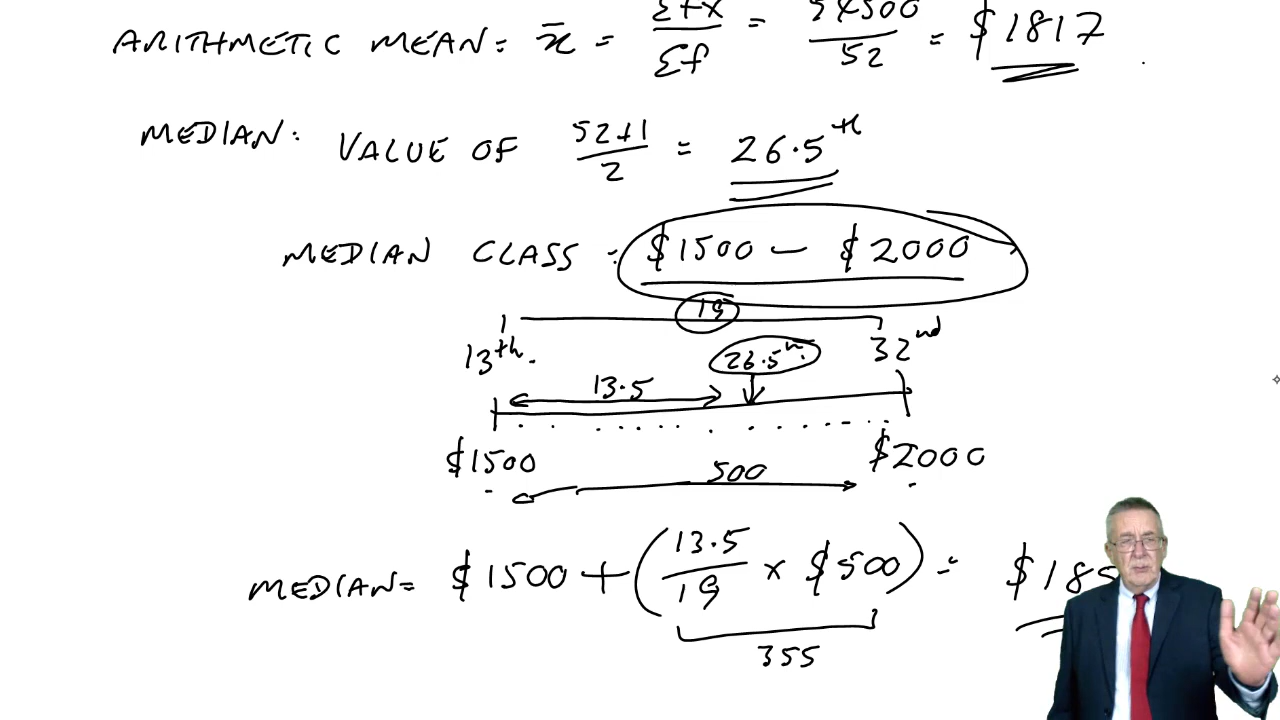 ARITHMETIC MEAN = x̄ = Σfx/Σf = 94500/52 = $1817
MEDIAN: VALUE OF (52+1)/2 = 26.5th
MEDIAN CLASS: $1500 - $2000
19
13th 26.5th 32nd
13.5
$1500 $2000
500
MEDIAN = $1500 + (13.5/19 x $500) = $185
355